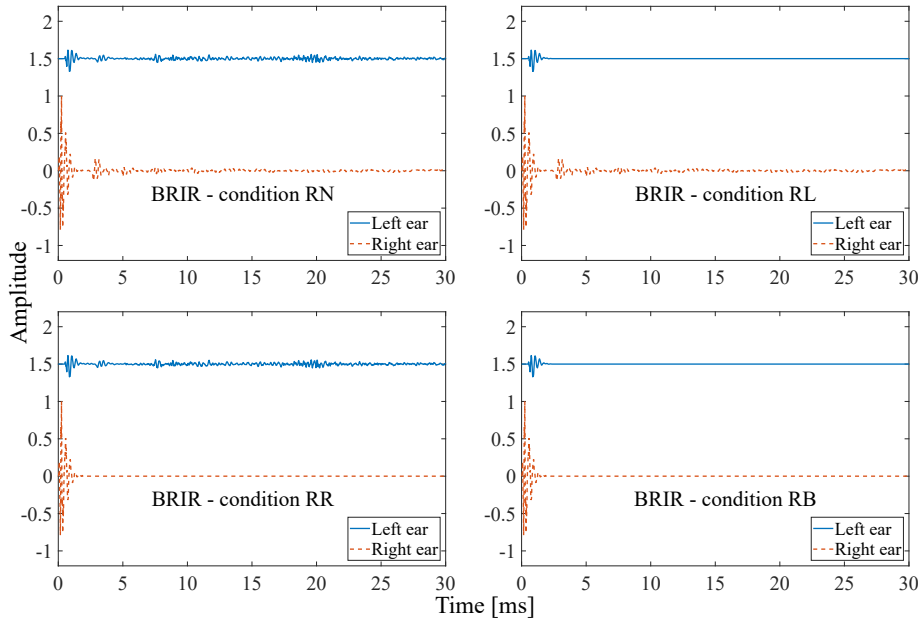 2
1.5
1
0.5
0
-0.5
-1
BRIR - condition RN
Left ear
Right ear
0 5 10 15 20 25 30
2
1.5
1
0.5
0
-0.5
-1
BRIR - condition RL
Left ear
Right ear
0 5 10 15 20 25 30
Amplitude
2
1.5
1
0.5
0
-0.5
-1
BRIR - condition RR
Left ear
Right ear
0 5 10 15 20 25 30
2
1.5
1
0.5
0
-0.5
-1
BRIR - condition RB
Left ear
Right ear
0 5 10 15 20 25 30
Time [ms]